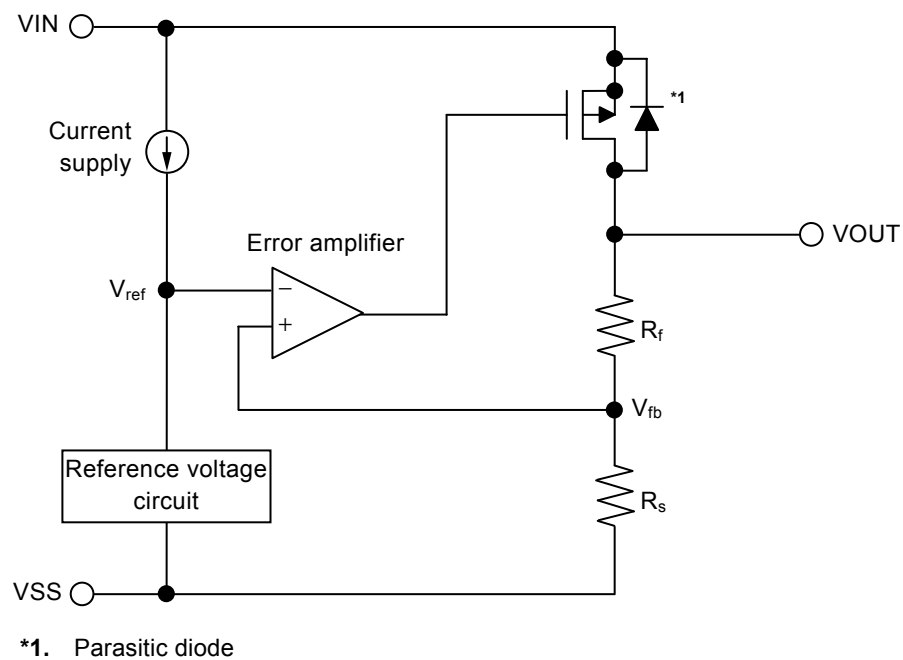 VIN
*1
Current
supply
Error amplifier
VOUT
Vref
−
+
Rf
Vfb
Reference voltage
circuit
Rs
VSS
*1. Parasitic diode